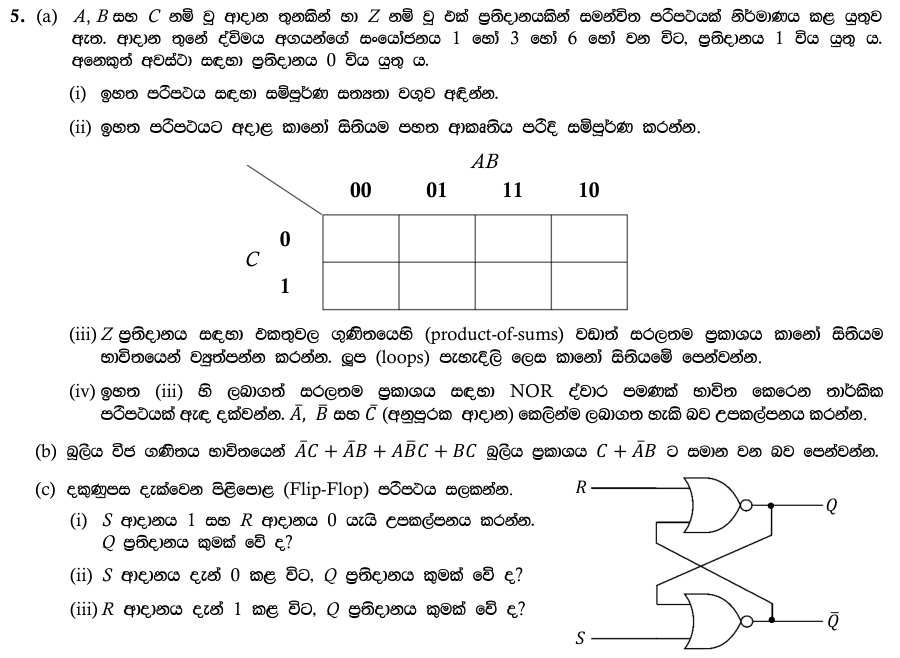 5. (a) A, B සහ C නම් වූ ආදාන තුනකින් හා Z නම් වූ එක් ප්‍රතිදානයකින් සමන්විත පරිපථයක් නිර්මාණය කළ යුතුව
ඇත. ආදාන තුනේ ද්විමය අගයන්ගේ සංයෝජනය 1 හෝ 3 හෝ 6 හෝ වන විට, ප්‍රතිදානය 1 විය යුතු ය.
අනෙකුත් අවස්ථා සඳහා ප්‍රතිදානය 0 විය යුතු ය.
(i) ඉහත පරිපථය සඳහා සම්පූර්ණ සත්‍යතා වගුව අඳින්න.
(ii) ඉහත පරිපථයට අදාළ කානෝ සිතියම පහත ආකෘතිය පරිදි සම්පූර්ණ කරන්න.
AB
00 01 11 10
0
C
1
(iii) Z ප්‍රතිදානය සඳහා එකතුවල ගුණිතයෙහි (product-of-sums) වඩාත් සරලතම ප්‍රකාශය කානෝ සිතියම
භාවිතයෙන් ව්‍යුත්පන්න කරන්න. ලූප (loops) පැහැදිලි ලෙස කානෝ සිතියමේ පෙන්වන්න.
(iv) ඉහත (iii) හි ලබාගත් සරලතම ප්‍රකාශය සඳහා NOR ද්වාර පමණක් භාවිත කෙරෙන තාර්කික
පරිපථයක් ඇඳ දක්වන්න. Ā, B̄ සහ C̄ (අනුපූරක ආදාන) කෙලින්ම ලබාගත හැකි බව උපකල්පනය කරන්න.
(b) බූලීය වීජ ගණිතය භාවිතයෙන් ĀC + ĀB + AB̄C + BC බූලීය ප්‍රකාශය C + ĀB ට සමාන වන බව පෙන්වන්න.
(c) දකුණුපස දැක්වෙන පිළිපොළ (Flip-Flop) පරිපථය සලකන්න.
(i) S ආදානය 1 සහ R ආදානය 0 යැයි උපකල්පනය කරන්න.
Q ප්‍රතිදානය කුමක් වේ ද?
(ii) S ආදානය දැන් 0 කළ විට, Q ප්‍රතිදානය කුමක් වේ ද?
(iii) R ආදානය දැන් 1 කළ විට, Q ප්‍රතිදානය කුමක් වේ ද?
R
Q
Q̄
S